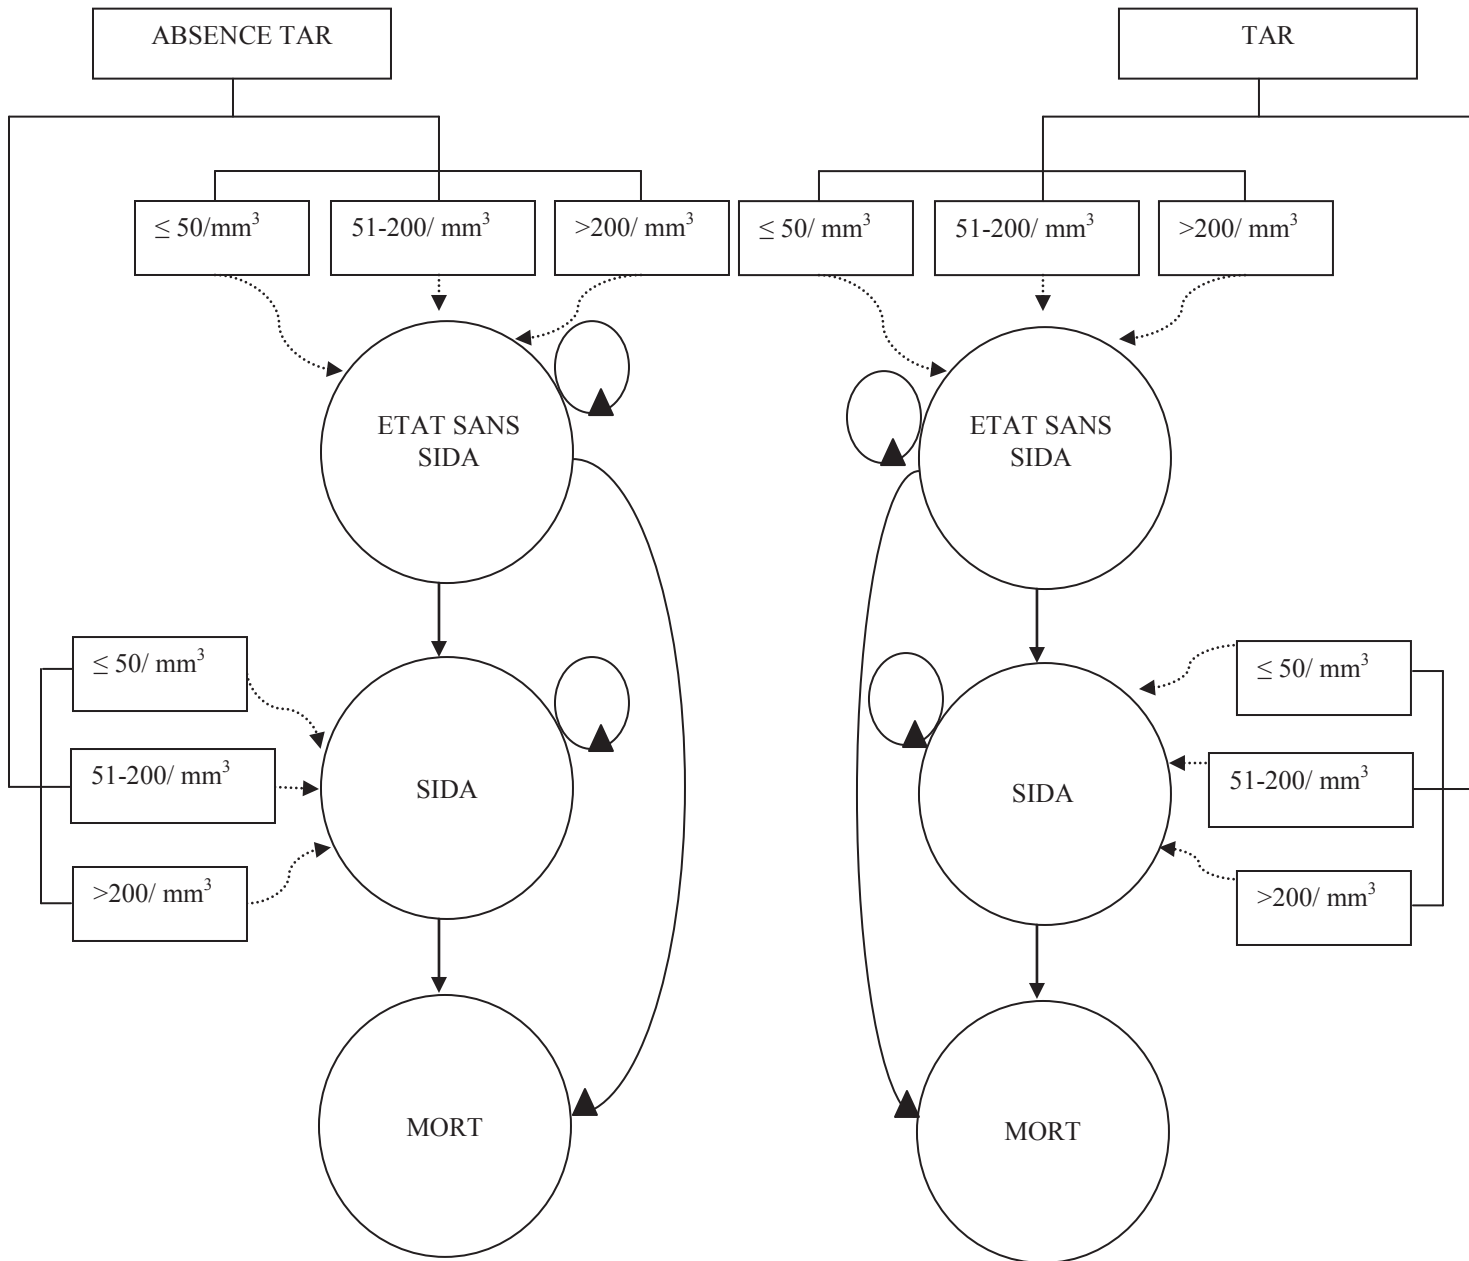 ABSENCE TAR
TAR
≤ 50/mm³
51-200/ mm³
>200/ mm³
≤ 50/ mm³
51-200/ mm³
>200/ mm³
ETAT SANS
SIDA
ETAT SANS
SIDA
≤ 50/ mm³
51-200/ mm³
>200/ mm³
SIDA
SIDA
≤ 50/ mm³
51-200/ mm³
>200/ mm³
MORT
MORT